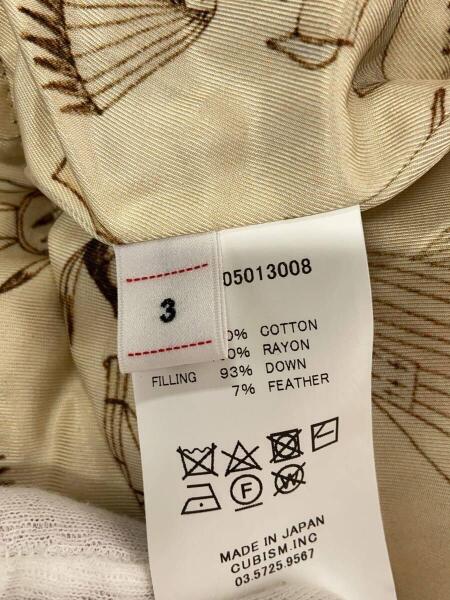 05013008
3
0% COTTON
0% RAYON
FILLING 93% DOWN
7% FEATHER
F
W
MADE IN JAPAN
CUBISM.INC
03.5725.9567